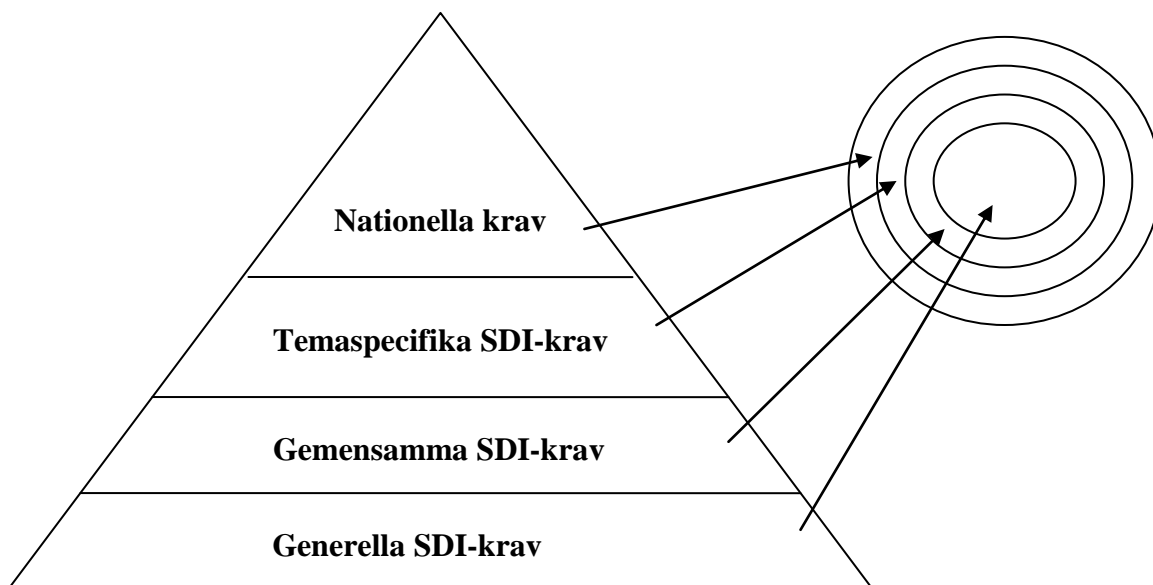 Nationella krav
Temaspecifika SDI-krav
Gemensamma SDI-krav
Generella SDI-krav